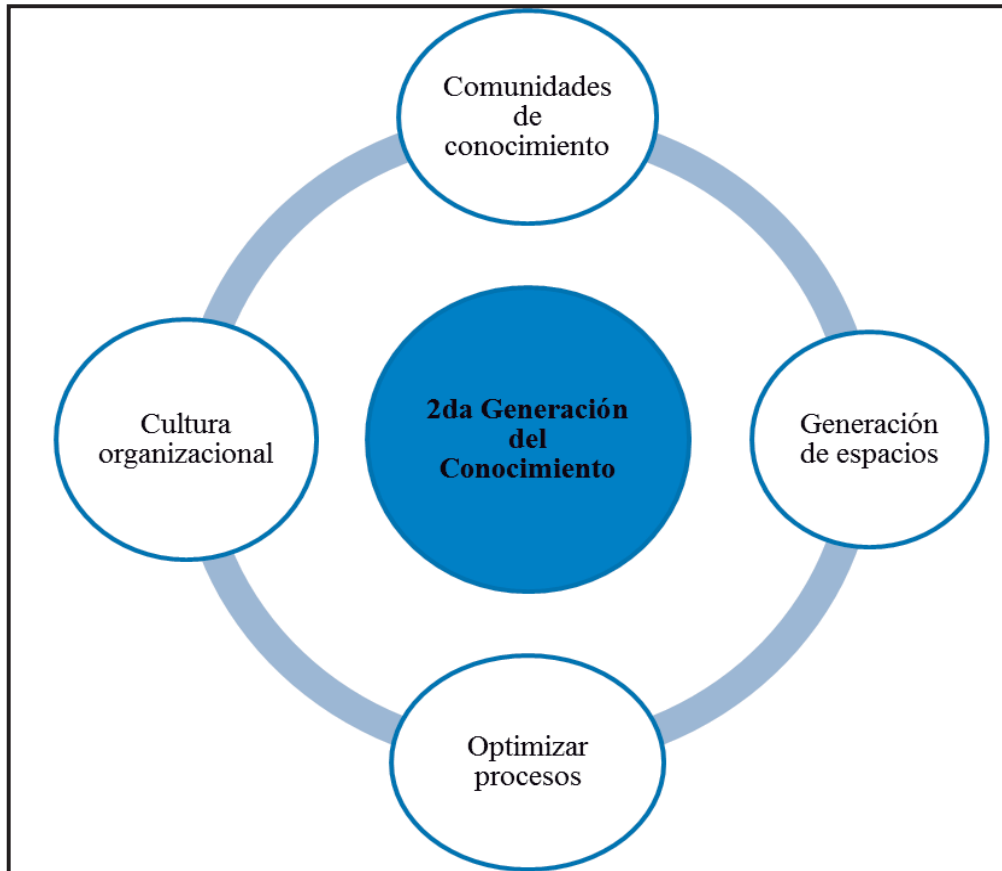 Comunidades
de
conocimiento
Cultura
organizacional
2da Generación
del
Conocimiento
Generación
de espacios
Optimizar
procesos